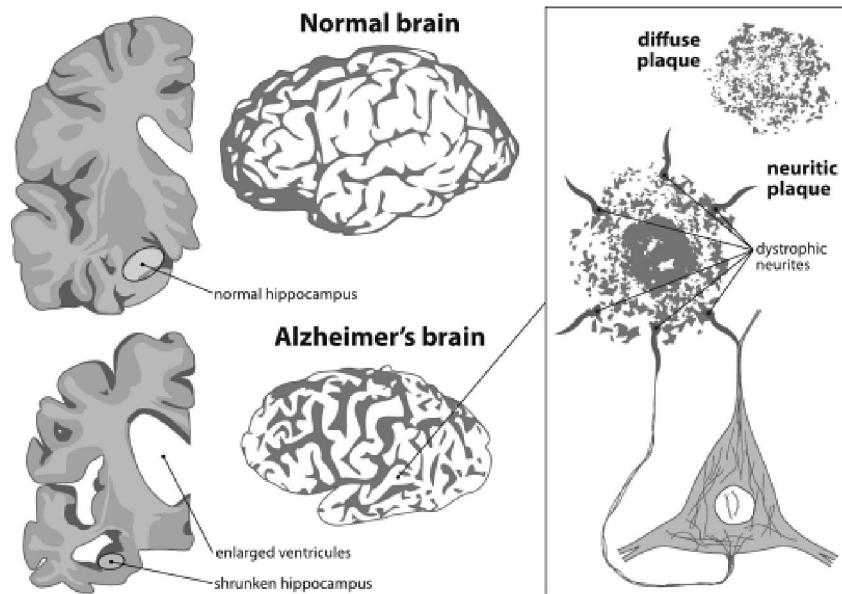 Normal brain
normal hippocampus
Alzheimer's brain
enlarged ventricules
shrunken hippocampus
diffuse
plaque
neuritic
plaque
dystrophic
neurites